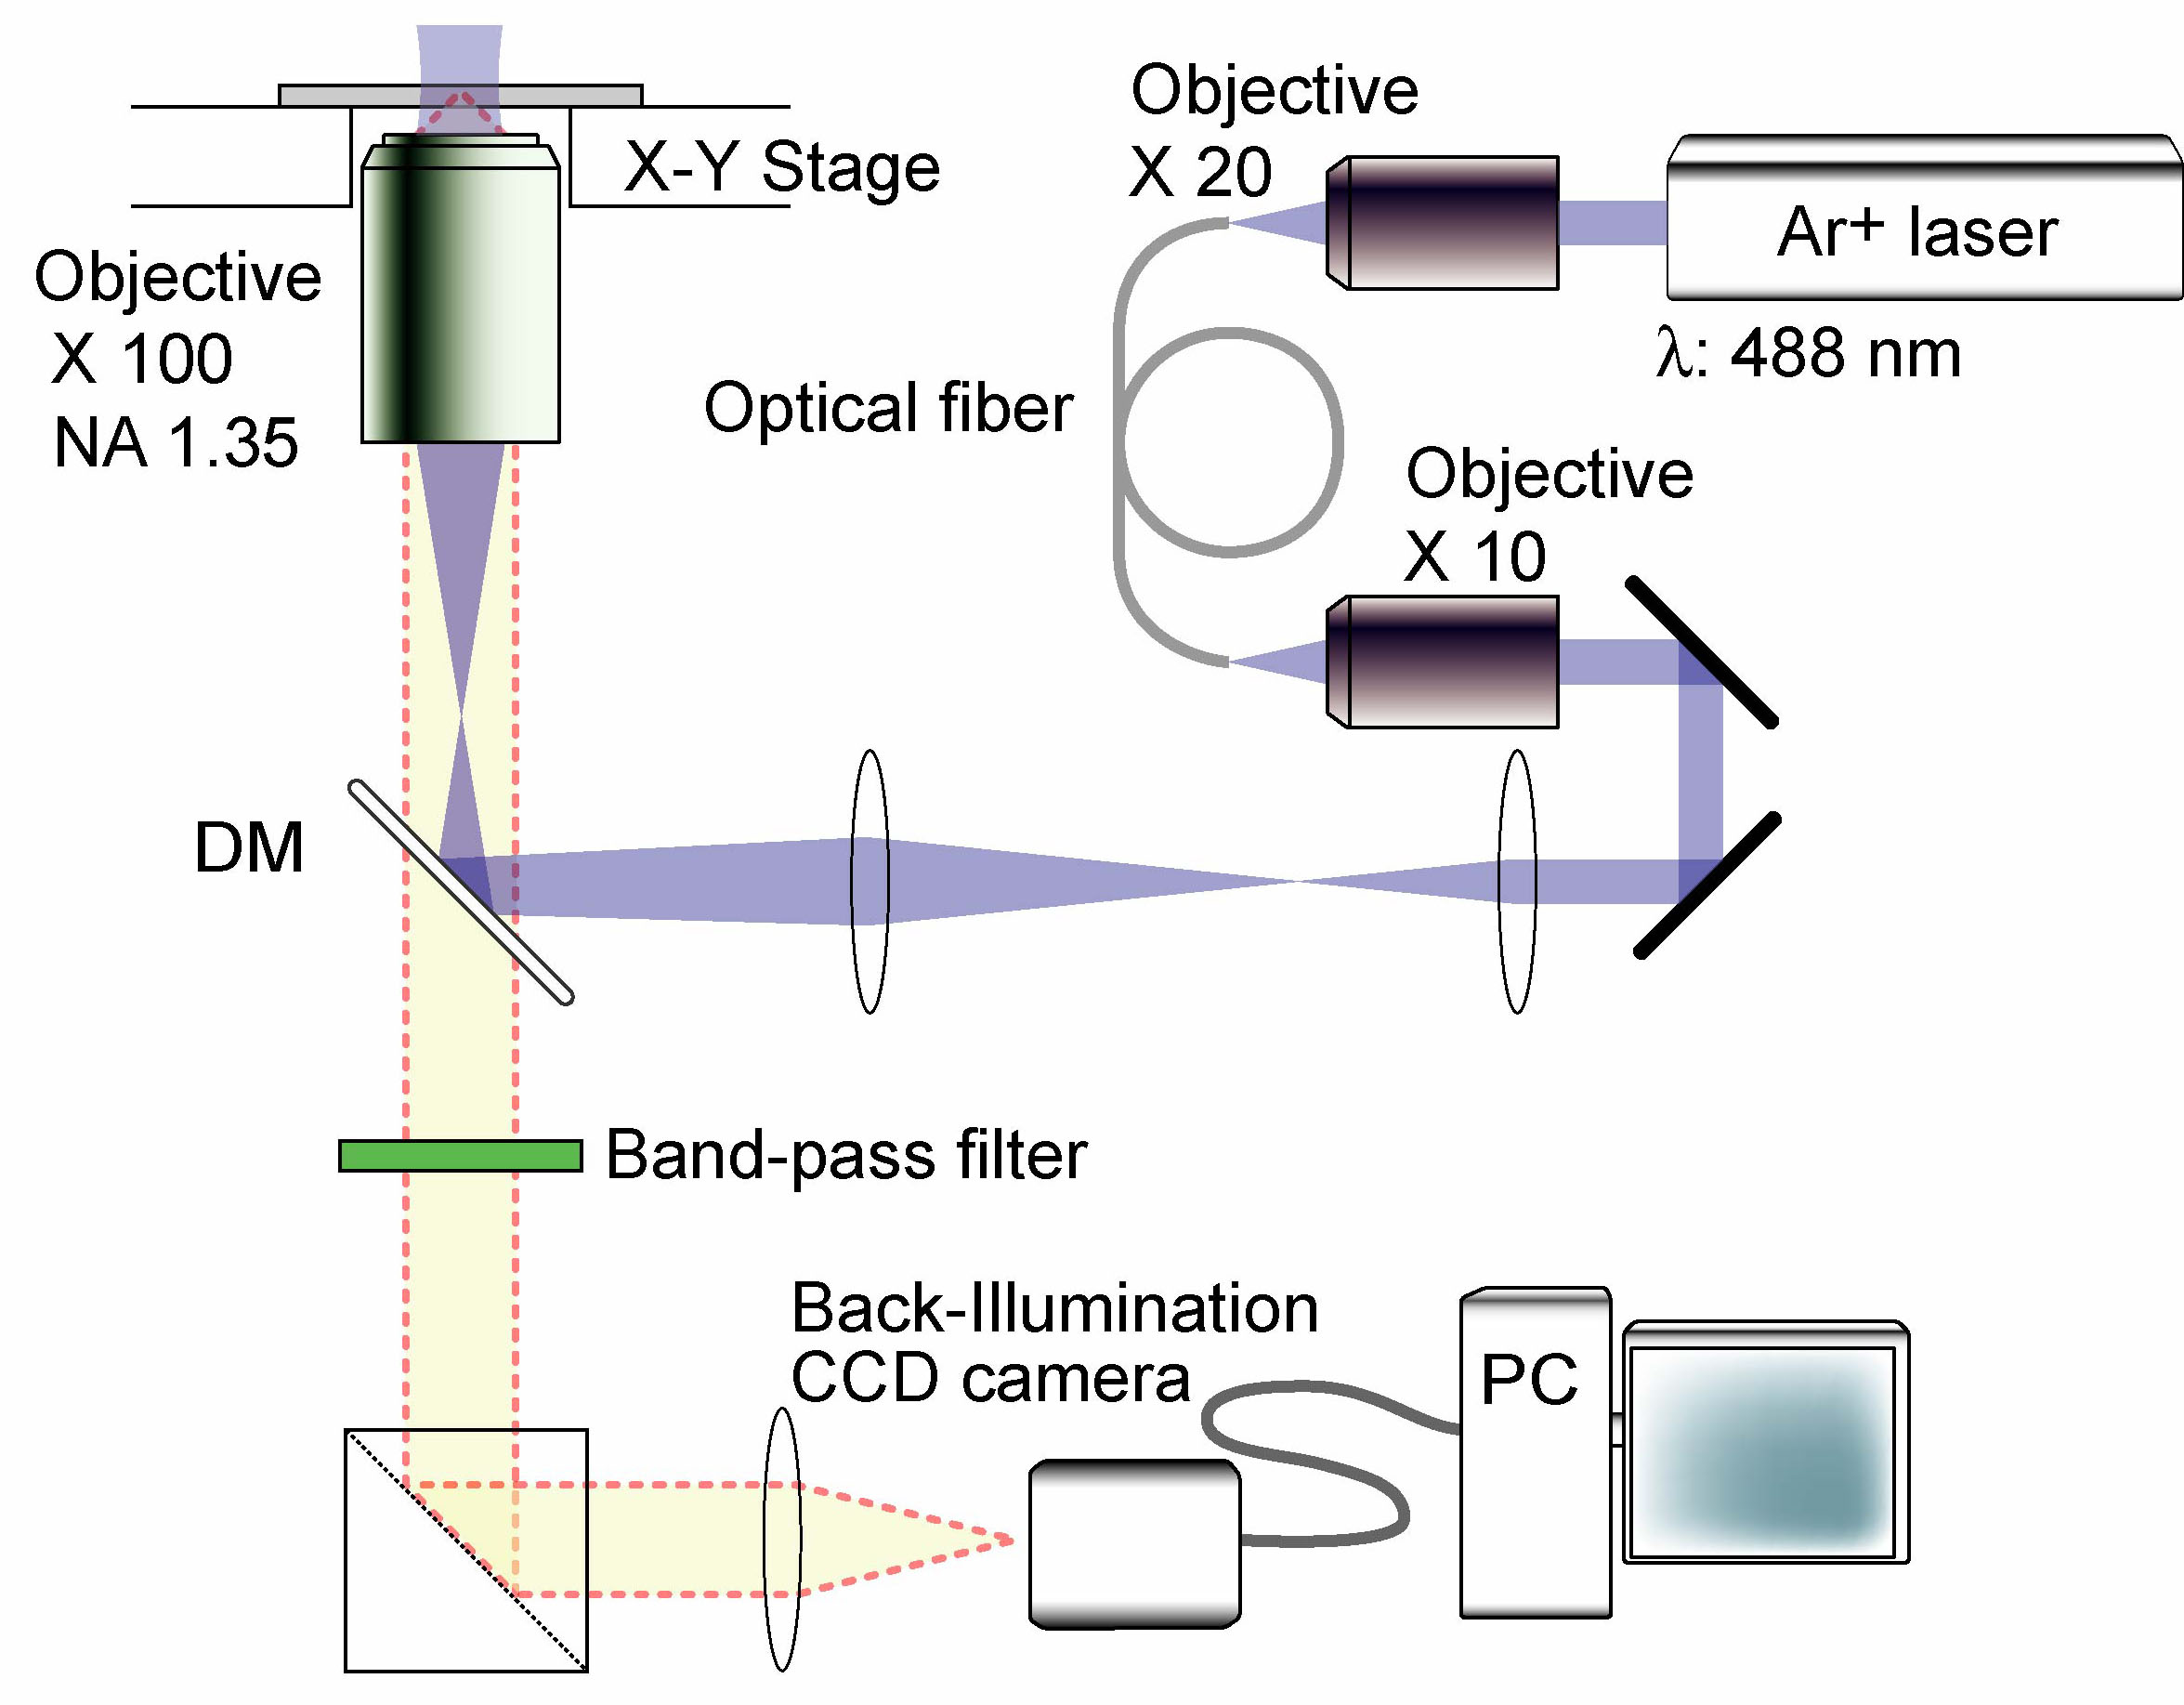 Objective
X 20
Ar+ laser
λ: 488 nm
X-Y Stage
Objective
X 100
NA 1.35
Optical fiber
Objective
X 10
DM
Band-pass filter
Back-Illumination
CCD camera
PC